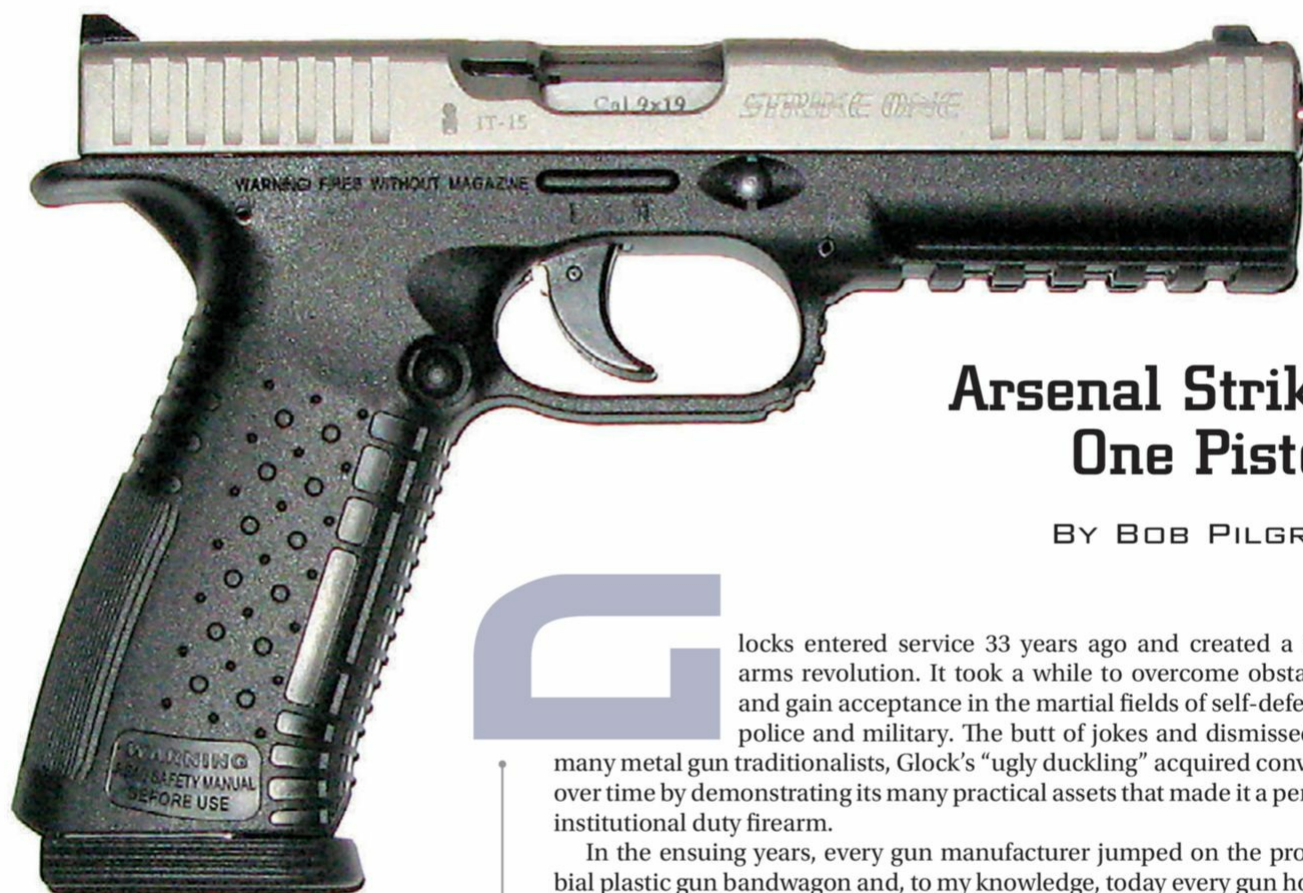 Cal 9x19
STRIKE ONE
IT-15
WARNING! FIRES WITHOUT MAGAZINE
WARNING
READ SAFETY MANUAL
BEFORE USE
Arsenal Strik
One Pist
BY BOB PILGR
Glocks entered service 33 years ago and created a
arms revolution. It took a while to overcome obsta
and gain acceptance in the martial fields of self-defe
police and military. The butt of jokes and dismisse
many metal gun traditionalists, Glock’s “ugly duckling” acquired conv
over time by demonstrating its many practical assets that made it a per
institutional duty firearm.
In the ensuing years, every gun manufacturer jumped on the pro
bial plastic gun bandwagon and, to my knowledge, today every gun ho